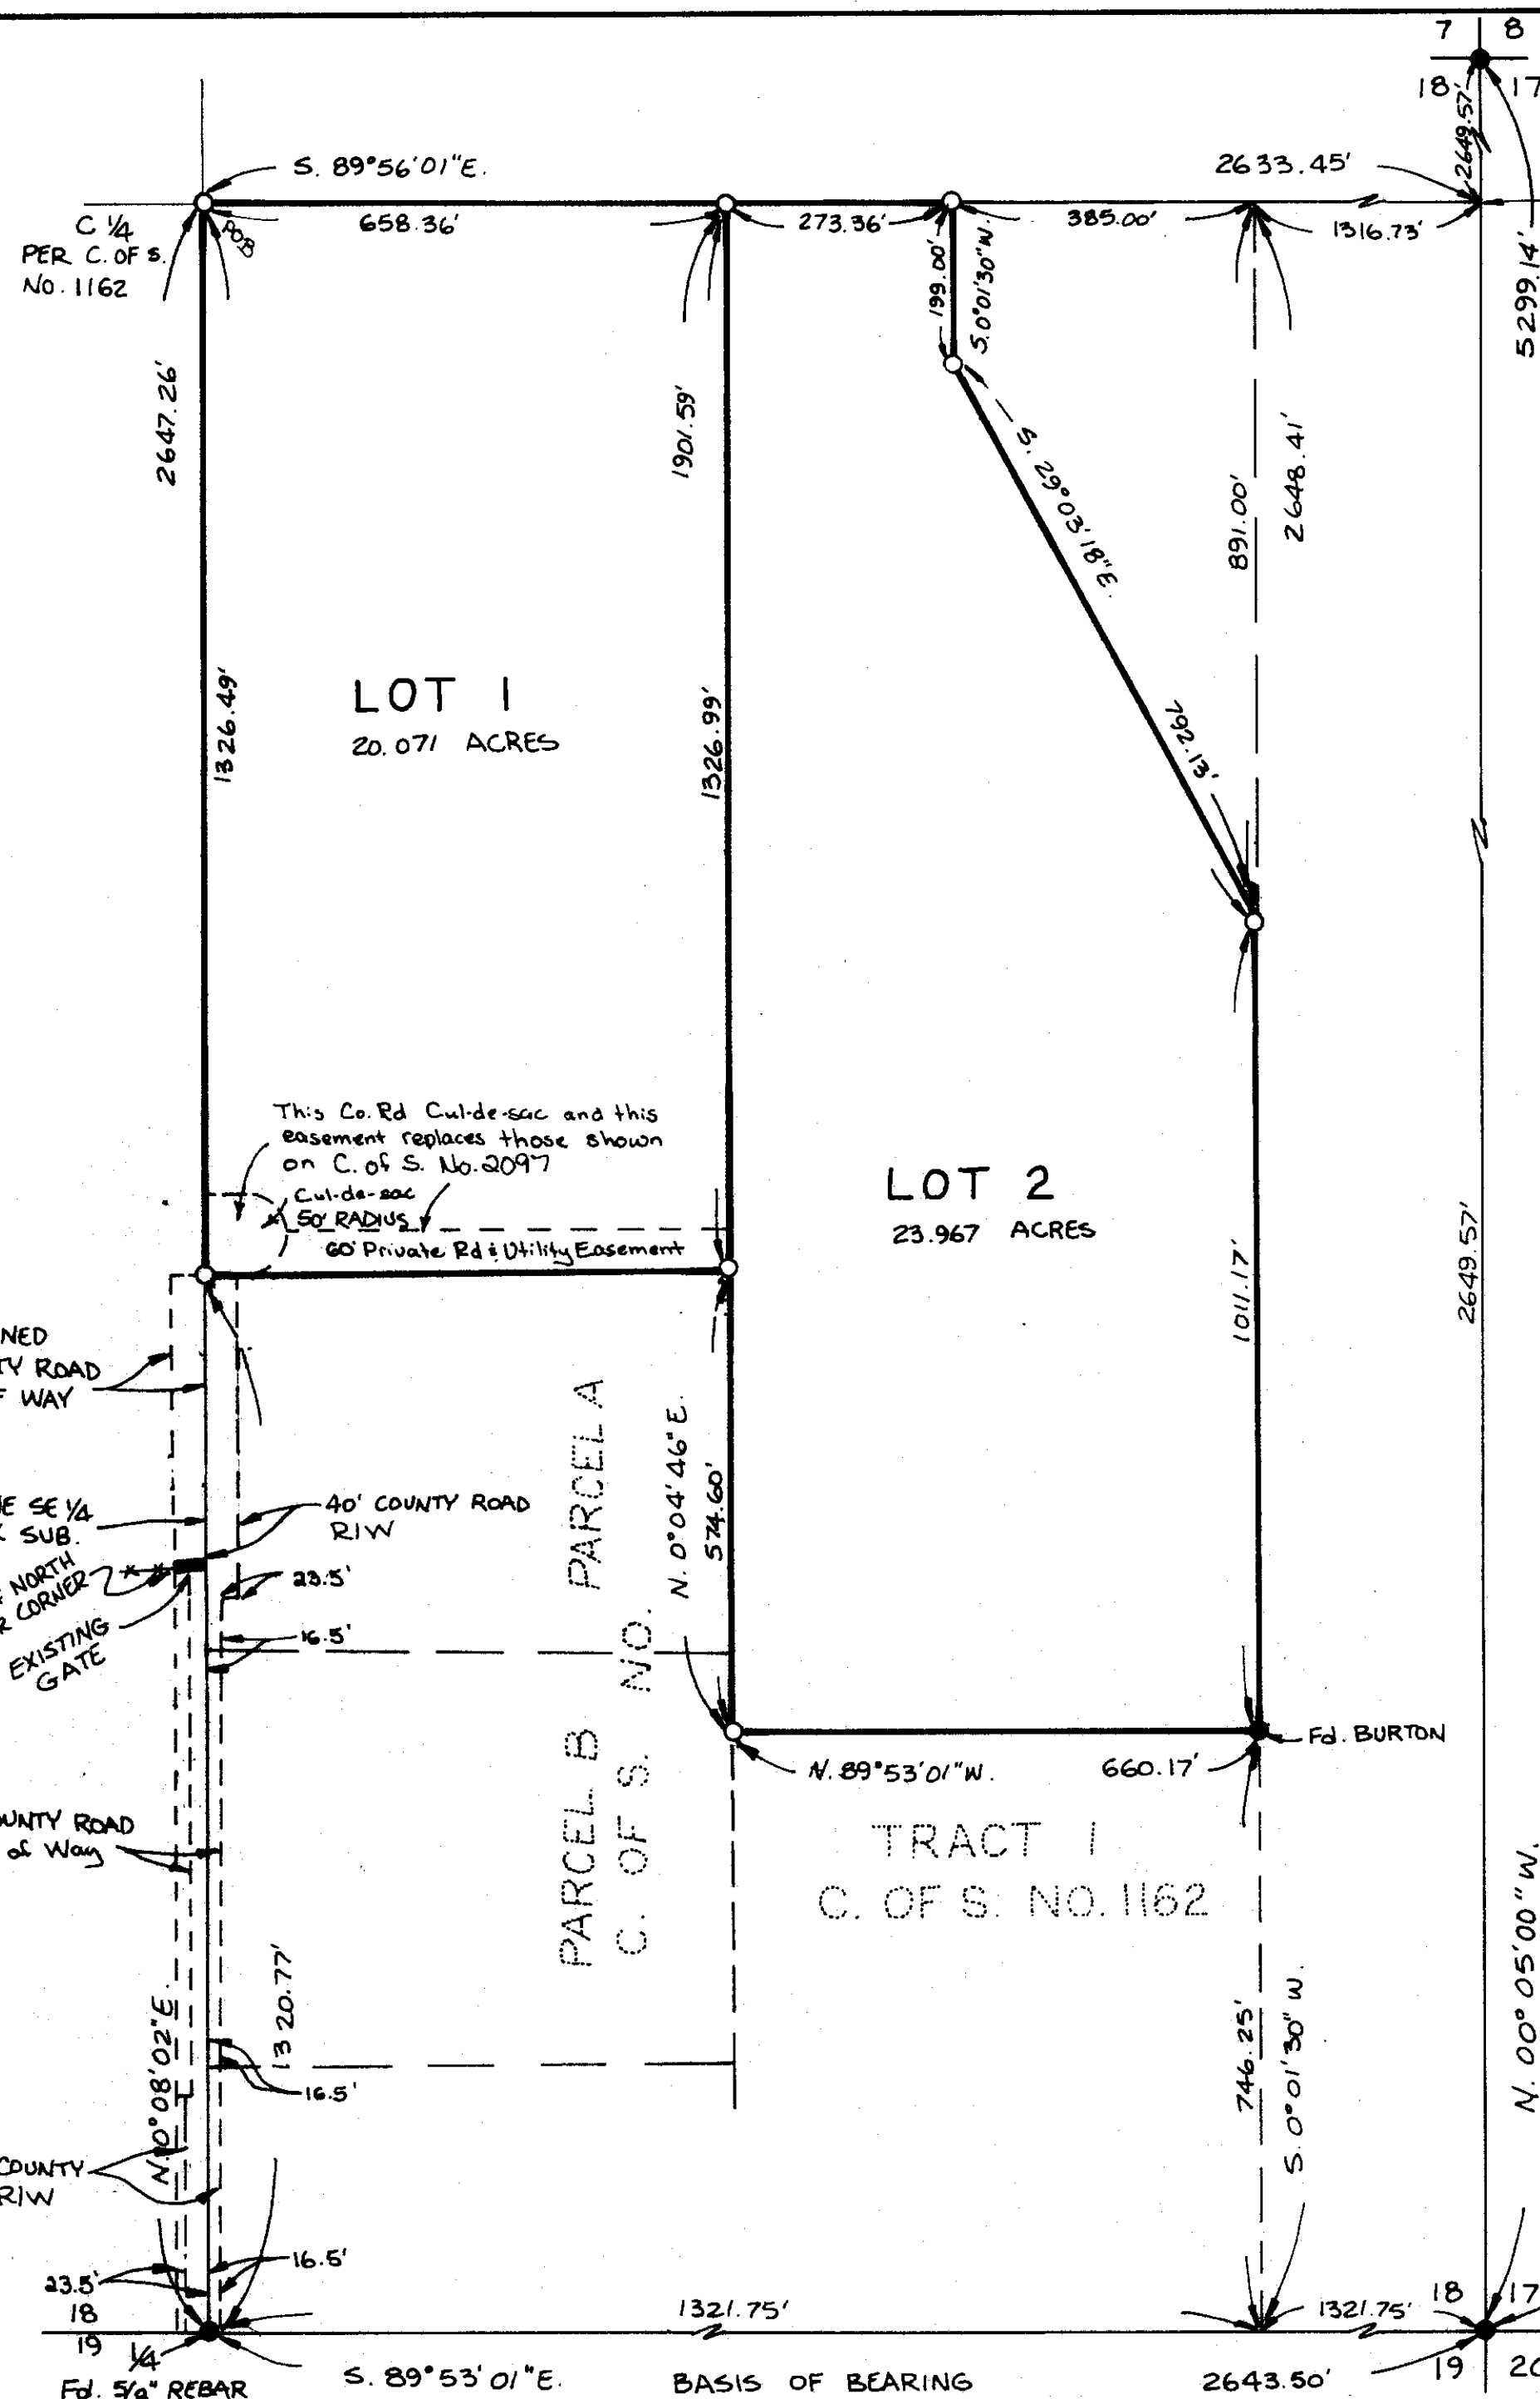 7 8
18 17
2649.57'
S. 89°56'01"E.
2633.45'
C 1/4
PER C. OF S.
No. 1162
POB
658.36'
273.36'
385.00'
1316.73'
5299.14'
199.00'
S. 0°01'30"W.
2647.26'
1901.59'
S. 29°03'18"E.
891.00'
2648.41'
1326.49'
LOT 1
20.071 ACRES
1326.99'
792.13'
This Co. Rd Cul-de-sac and this
easement replaces those shown
on C. of S. No. 2097
Cul-de-sac
50' RADIUS
60' Private Rd & Utility Easement
LOT 2
23.967 ACRES
1011.17'
2649.57'
NED
TY ROAD
F WAY
PARCEL A
N. 0°04'46"E.
574.60'
E SE 1/4
K SUB.
NORTH
R CORNER
EXISTING
GATE
40' COUNTY ROAD
R/W
23.5'
16.5'
PARCEL B
C. OF S. NO.
N. 89°53'01"W.
660.17'
Fd. BURTON
OUNTY ROAD
of Way
TRACT 1
C. OF S. NO. 1162
N. 0°08'02"E.
1320.77'
16.5'
746.25'
S. 0°01'30"W.
N. 00°05'00"W.
COUNTY
R/W
23.5'
16.5'
18
19
1/4
Fd. 5/8" REBAR
1321.75'
1321.75'
18 17
19 20
S. 89°53'01"E.
BASIS OF BEARING
2643.50'